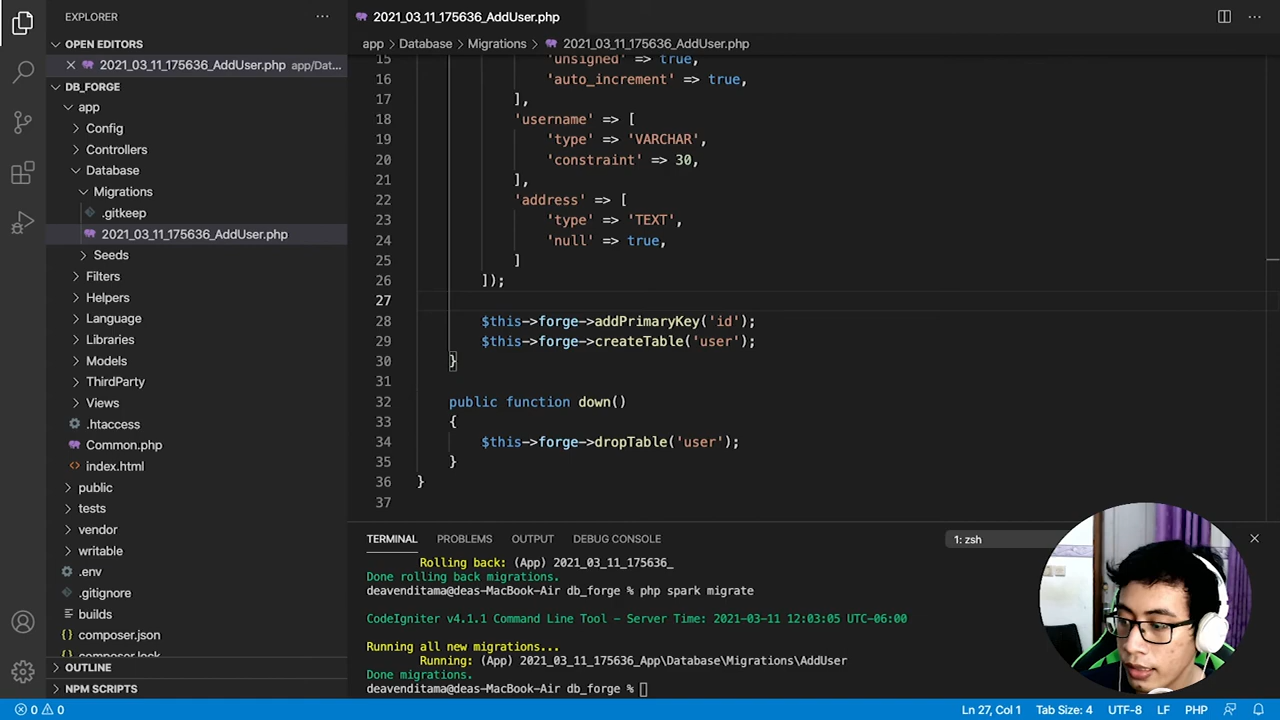 EXPLORER
OPEN EDITORS
2021_03_11_175636_AddUser.php app/Dat...
DB_FORGE
app
Config
Controllers
Database
Migrations
.gitkeep
2021_03_11_175636_AddUser.php
Seeds
Filters
Helpers
Language
Libraries
Models
ThirdParty
Views
.htaccess
Common.php
index.html
public
tests
vendor
writable
.env
.gitignore
builds
composer.json
composer.lock
OUTLINE
NPM SCRIPTS
2021_03_11_175636_AddUser.php
app > Database > Migrations > 2021_03_11_175636_AddUser.php
15 'unsigned' => true,
16 'auto_increment' => true,
17 ],
18 'username' => [
19 'type' => 'VARCHAR',
20 'constraint' => 30,
21 ],
22 'address' => [
23 'type' => 'TEXT',
24 'null' => true,
25 ]
26 ]);
27
28 $this->forge->addPrimaryKey('id');
29 $this->forge->createTable('user');
30 }
31
32 public function down()
33 {
34 $this->forge->dropTable('user');
35 }
36 }
37
TERMINAL PROBLEMS OUTPUT DEBUG CONSOLE 1: zsh
Rolling back: (App) 2021_03_11_175636_
Done rolling back migrations.
deavenditama@deas-MacBook-Air db_forge % php spark migrate
CodeIgniter v4.1.1 Command Line Tool - Server Time: 2021-03-11 12:03:05 UTC-06:00
Running all new migrations...
Running: (App) 2021_03_11_175636_App\Database\Migrations\AddUser
Done migrations.
deavenditama@deas-MacBook-Air db_forge %
0 0 Ln 27, Col 1 Tab Size: 4 UTF-8 LF PHP